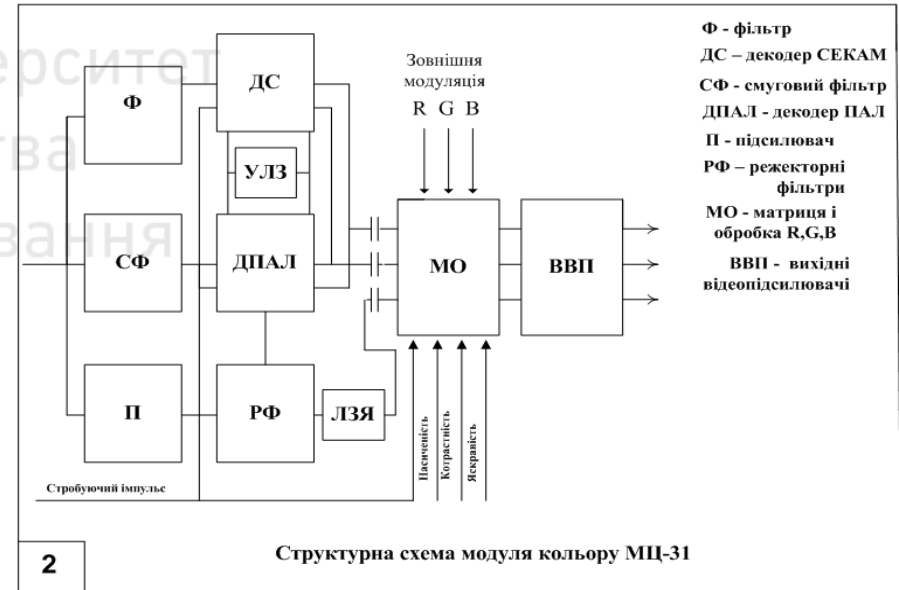 ерситет
тва
вання
Ф
ДС
УЛЗ
СФ
ДПАЛ
П
РФ
ЛЗЯ
Зовнішня
модуляція
R G B
МО
ВВП
Насиченість
Котрастність
Яскравість
Стробуючий імпульс
Ф - фільтр
ДС – декодер СЕКАМ
СФ - смуговий фільтр
ДПАЛ - декодер ПАЛ
П - підсилювач
РФ – режекторні
фільтри
МО - матриця і
обробка R,G,B
ВВП - вихідні
відеопідсилювачі
2
Структурна схема модуля кольору МЦ-31